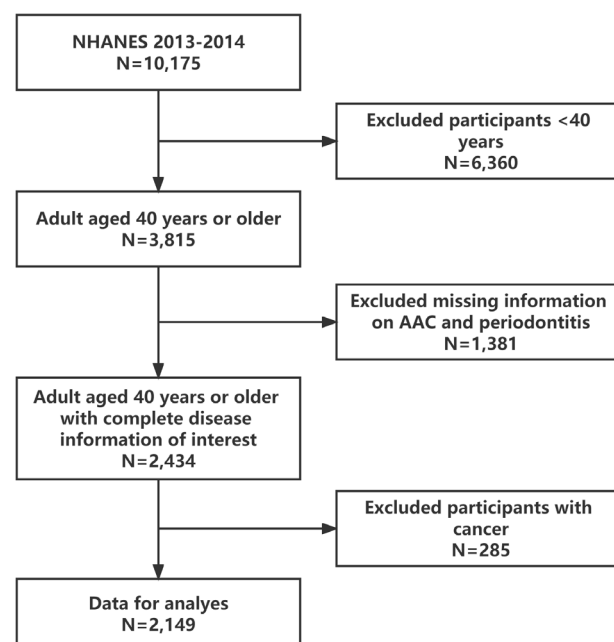 NHANES 2013-2014
N=10,175
Excluded participants <40
years
N=6,360
Adult aged 40 years or older
N=3,815
Excluded missing information
on AAC and periodontitis
N=1,381
Adult aged 40 years or older
with complete disease
information of interest
N=2,434
Excluded participants with
cancer
N=285
Data for analyes
N=2,149